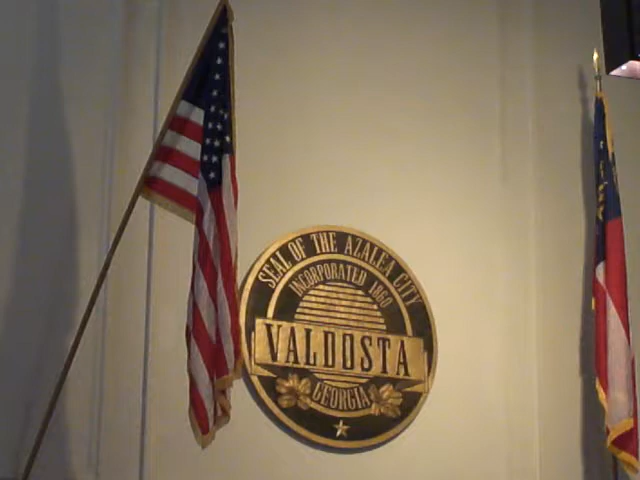 SEAL OF THE AZALEA CITY
INCORPORATED 1860
VALDOSTA
GEORGIA